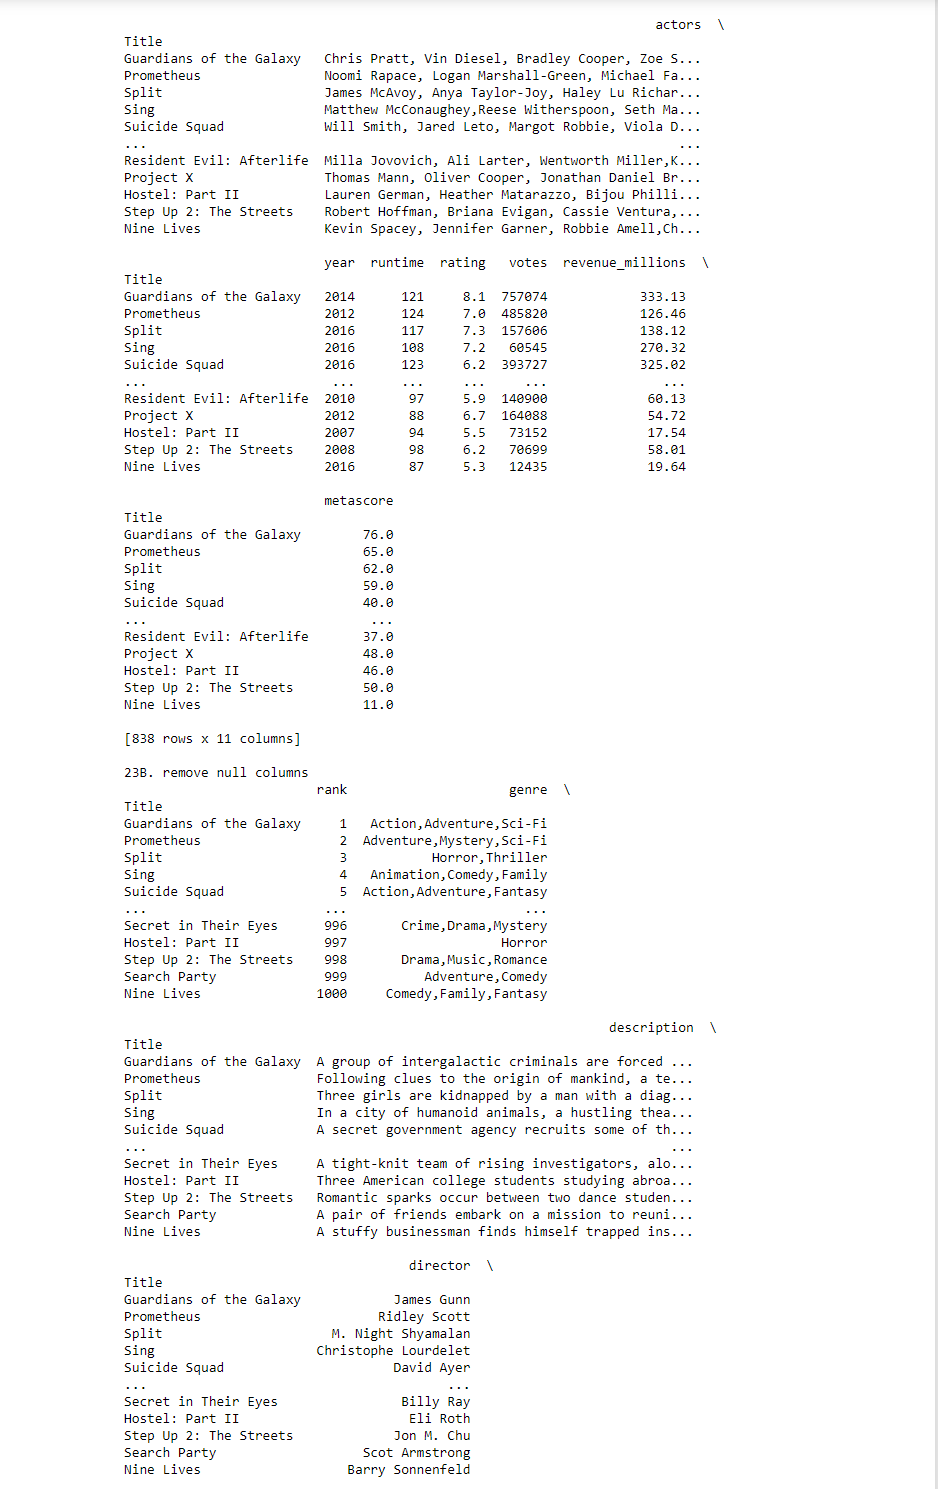 actors  \
Title
Guardians of the Galaxy   Chris Pratt, Vin Diesel, Bradley Cooper, Zoe S...
Prometheus                Noomi Rapace, Logan Marshall-Green, Michael Fa...
Split                     James McAvoy, Anya Taylor-Joy, Haley Lu Richar...
Sing                      Matthew McConaughey,Reese Witherspoon, Seth Ma...
Suicide Squad             Will Smith, Jared Leto, Margot Robbie, Viola D...
...                                                                     ...
Resident Evil: Afterlife  Milla Jovovich, Ali Larter, Wentworth Miller,K...
Project X                 Thomas Mann, Oliver Cooper, Jonathan Daniel Br...
Hostel: Part II           Lauren German, Heather Matarazzo, Bijou Philli...
Step Up 2: The Streets    Robert Hoffman, Briana Evigan, Cassie Ventura,...
Nine Lives                Kevin Spacey, Jennifer Garner, Robbie Amell,Ch...
                          year  runtime  rating   votes  revenue_millions  \
Title
Guardians of the Galaxy   2014      121     8.1  757074            333.13
Prometheus                2012      124     7.0  485820            126.46
Split                     2016      117     7.3  157606            138.12
Sing                      2016      108     7.2   60545            270.32
Suicide Squad             2016      123     6.2  393727            325.02
...                        ...      ...     ...     ...               ...
Resident Evil: Afterlife  2010       97     5.9  140900             60.13
Project X                 2012       88     6.7  164088             54.72
Hostel: Part II           2007       94     5.5   73152             17.54
Step Up 2: The Streets    2008       98     6.2   70699             58.01
Nine Lives                2016       87     5.3   12435             19.64
                          metascore
Title
Guardians of the Galaxy        76.0
Prometheus                     65.0
Split                          62.0
Sing                           59.0
Suicide Squad                  40.0
...                             ...
Resident Evil: Afterlife       37.0
Project X                      48.0
Hostel: Part II                46.0
Step Up 2: The Streets         50.0
Nine Lives                     11.0
[838 rows x 11 columns]
23B. remove null columns
                         rank                     genre  \
Title
Guardians of the Galaxy     1   Action,Adventure,Sci-Fi
Prometheus                  2  Adventure,Mystery,Sci-Fi
Split                       3           Horror,Thriller
Sing                        4   Animation,Comedy,Family
Suicide Squad               5  Action,Adventure,Fantasy
...                       ...                       ...
Secret in Their Eyes      996       Crime,Drama,Mystery
Hostel: Part II           997                    Horror
Step Up 2: The Streets    998       Drama,Music,Romance
Search Party              999          Adventure,Comedy
Nine Lives               1000     Comedy,Family,Fantasy
                                                               description  \
Title
Guardians of the Galaxy  A group of intergalactic criminals are forced ...
Prometheus               Following clues to the origin of mankind, a te...
Split                    Three girls are kidnapped by a man with a diag...
Sing                     In a city of humanoid animals, a hustling thea...
Suicide Squad            A secret government agency recruits some of th...
...                                                                    ...
Secret in Their Eyes     A tight-knit team of rising investigators, alo...
Hostel: Part II          Three American college students studying abroa...
Step Up 2: The Streets   Romantic sparks occur between two dance studen...
Search Party             A pair of friends embark on a mission to reuni...
Nine Lives               A stuffy businessman finds himself trapped ins...
                                     director  \
Title
Guardians of the Galaxy            James Gunn
Prometheus                       Ridley Scott
Split                      M. Night Shyamalan
Sing                     Christophe Lourdelet
Suicide Squad                      David Ayer
...                                       ...
Secret in Their Eyes                Billy Ray
Hostel: Part II                      Eli Roth
Step Up 2: The Streets             Jon M. Chu
Search Party                   Scot Armstrong
Nine Lives                   Barry Sonnenfeld